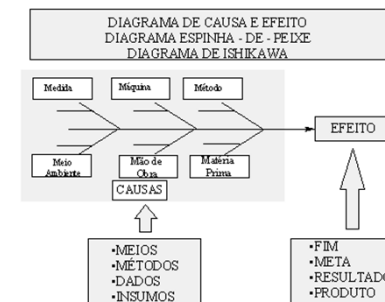 DIAGRAMA DE CAUSA E EFEITO
DIAGRAMA ESPINHA - DE - PEIXE
DIAGRAMA DE ISHIKAWA
Medida
Máquina
Método
EFEITO
Meio
Ambiente
Mão de
Obra
Matéria
Prima
CAUSAS
•MEIOS
•MÉTODOS
•DADOS
•INSUMOS
•FIM
•META
•RESULTADO
•PRODUTO